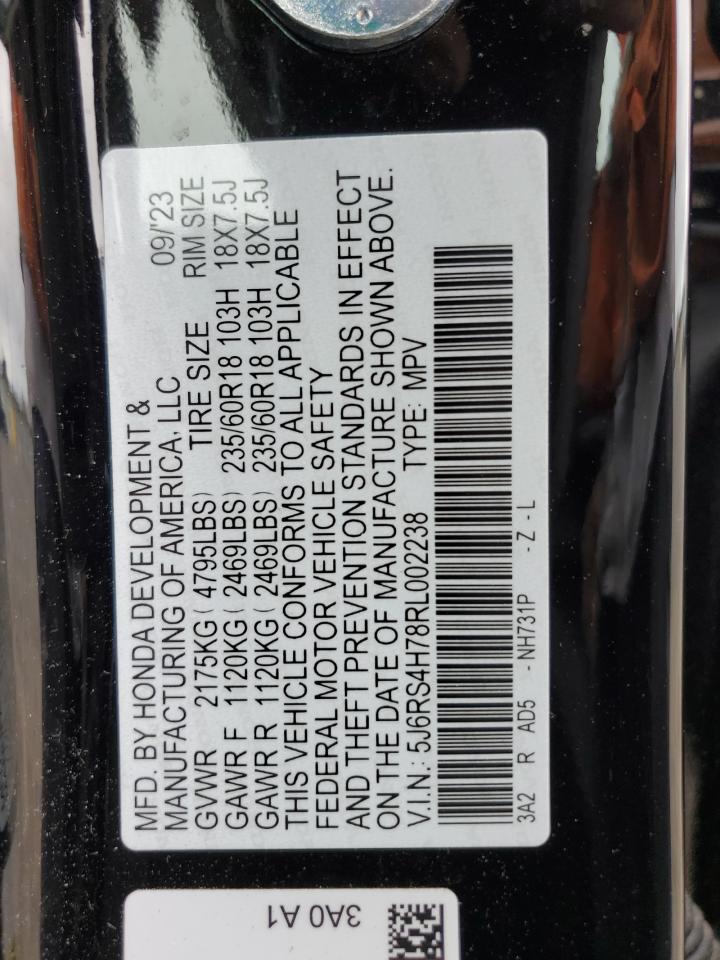 MFD. BY HONDA DEVELOPMENT & 09/'23
MANUFACTURING OF AMERICA, LLC RIM SIZE
GVWR 2175KG ( 4795LBS) TIRE SIZE
GAWR F 1120KG ( 2469LBS) 235/60R18 103H 18X7.5J
GAWR R 1120KG ( 2469LBS) 235/60R18 103H 18X7.5J
THIS VEHICLE CONFORMS TO ALL APPLICABLE
FEDERAL MOTOR VEHICLE SAFETY
AND THEFT PREVENTION STANDARDS IN EFFECT
ON THE DATE OF MANUFACTURE SHOWN ABOVE.
V.I.N.: 5J6RS4H78RL002238 TYPE: MPV
3A2 R AD5 - NH731P - Z - L
3A0 A1